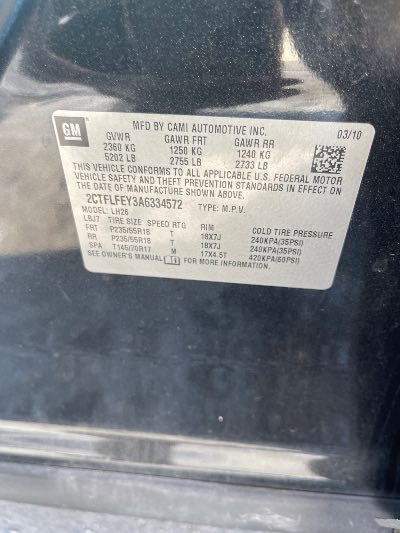 GM
MFD BY CAMI AUTOMOTIVE INC. 03/10
GVWR GAWR FRT GAWR RR
2360 KG 1250 KG 1240 KG
5202 LB 2755 LB 2733 LB
THIS VEHICLE CONFORMS TO ALL APPLICABLE U.S. FEDERAL MOTOR
VEHICLE SAFETY AND THEFT PREVENTION STANDARDS IN EFFECT ON
THE DATE OF MANUFACTURE SHOWN ABOVE.
2CTFLFEY3A6334572 TYPE: M.P.V.
MODEL: LH26
LBJ7 TIRE SIZE SPEED RTG RIM COLD TIRE PRESSURE
FRT P235/55R18 T 18X7J 240KPA(35PSI)
RR P235/55R18 T 18X7J 240KPA(35PSI)
SPA T145/70R17 M 17X4.5T 420KPA(60PSI)
SEE OWNER'S MANUAL FOR MORE INFORMATION.